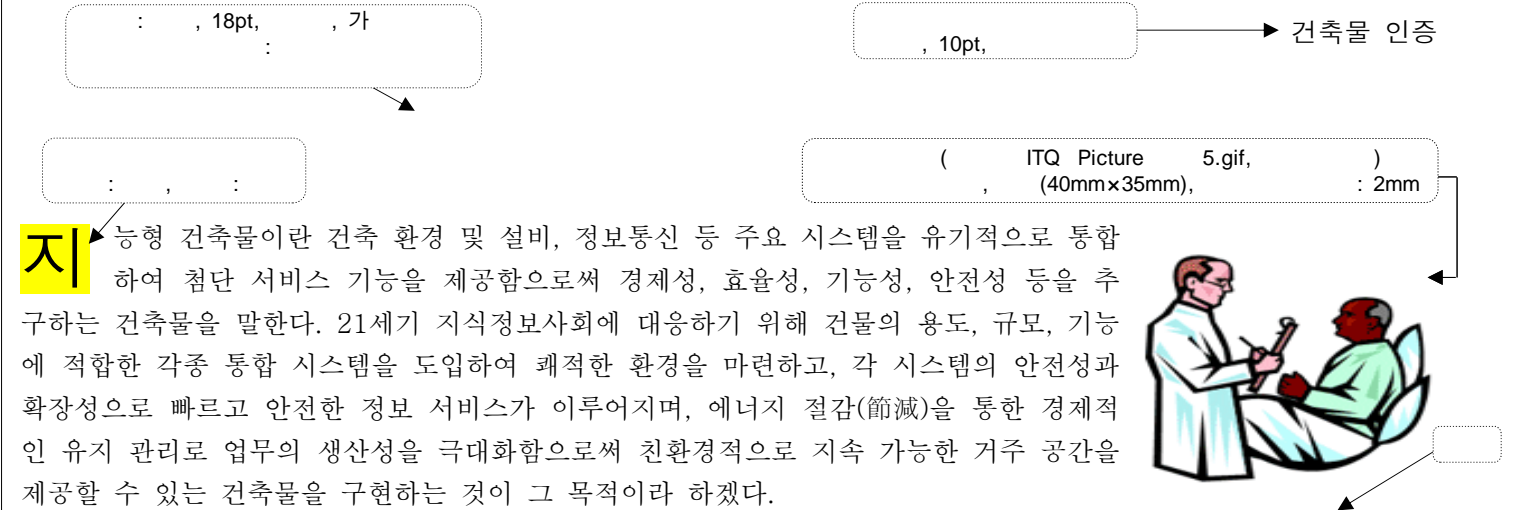 : , 18pt, , 가
:
, 10pt,
건축물 인증
: , :
( ITQ Picture 5.gif, )
, (40mm×35mm), : 2mm
지능형 건축물이란 건축 환경 및 설비, 정보통신 등 주요 시스템을 유기적으로 통합
하여 첨단 서비스 기능을 제공함으로써 경제성, 효율성, 기능성, 안전성 등을 추
구하는 건축물을 말한다. 21세기 지식정보사회에 대응하기 위해 건물의 용도, 규모, 기능
에 적합한 각종 통합 시스템을 도입하여 쾌적한 환경을 마련하고, 각 시스템의 안전성과
확장성으로 빠르고 안전한 정보 서비스가 이루어지며, 에너지 절감(節減)을 통한 경제적
인 유지 관리로 업무의 생산성을 극대화함으로써 친환경적으로 지속 가능한 거주 공간을
제공할 수 있는 건축물을 구현하는 것이 그 목적이라 하겠다.